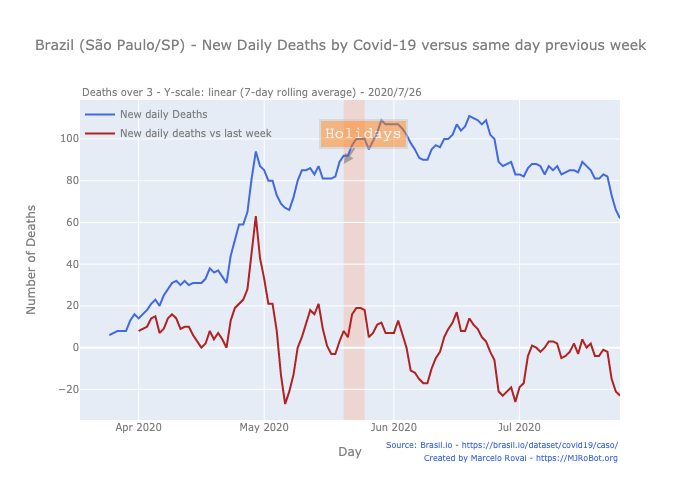 Brazil (São Paulo/SP) - New Daily Deaths by Covid-19 versus same day previous week
Deaths over 3 - Y-scale: linear (7-day rolling average) - 2020/7/26
New daily Deaths
New daily deaths vs last week
Holidays
Number of Deaths
100
80
60
40
20
0
−20
Apr 2020
May 2020
Jun 2020
Jul 2020
Day
Source: Brasil.io - https://brasil.io/dataset/covid19/caso/
Created by Marcelo Rovai - https://MJRoBot.org